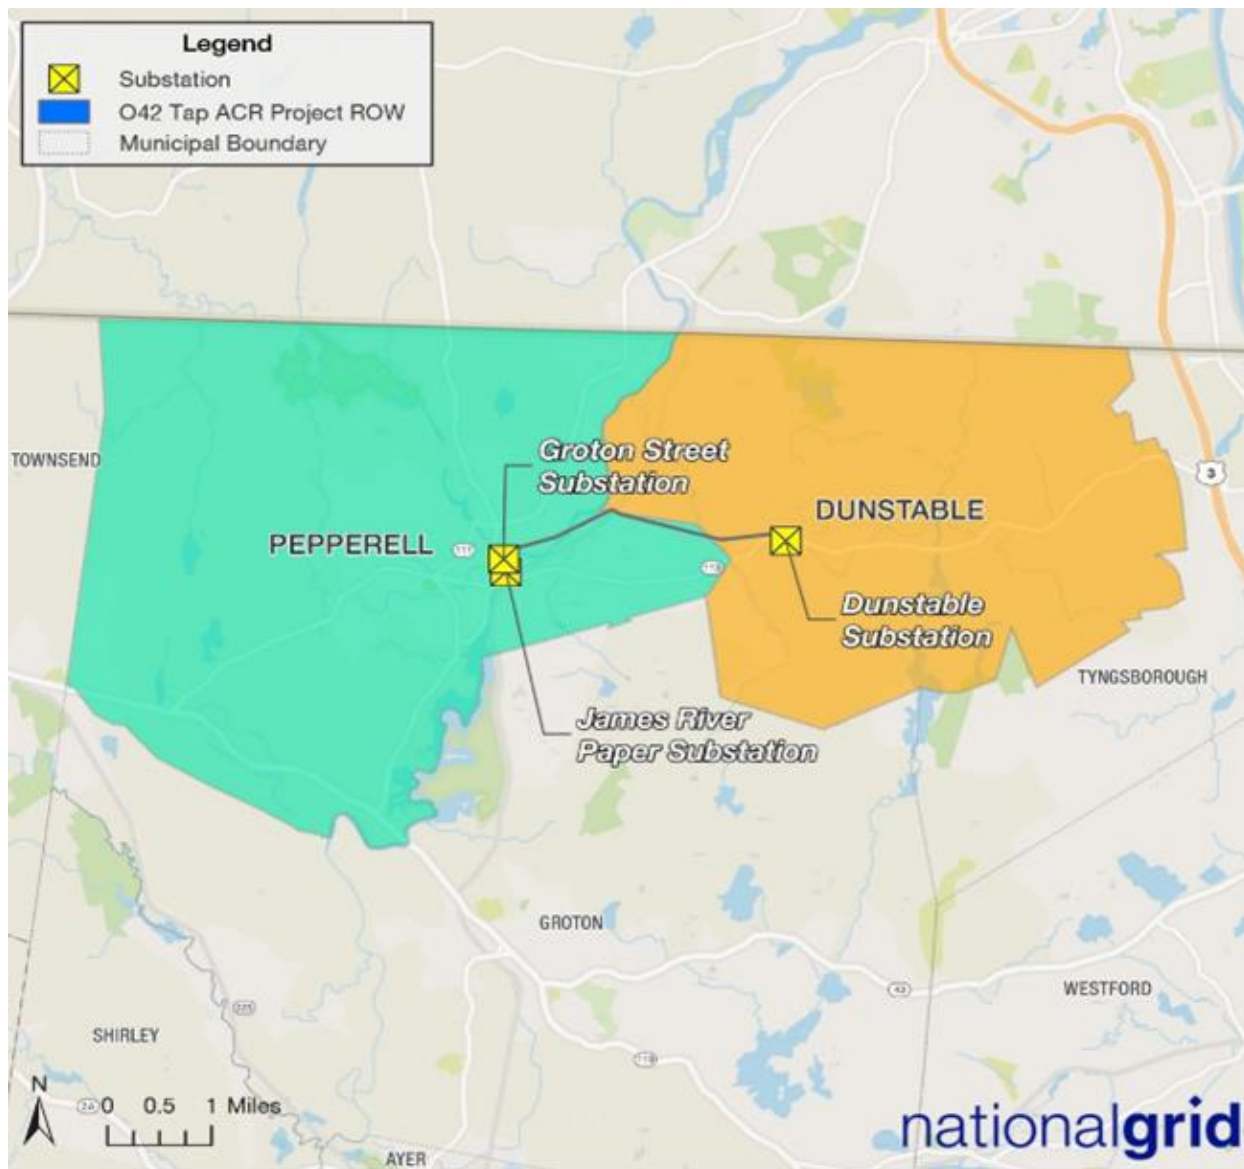 Legend
Substation
O42 Tap ACR Project ROW
Municipal Boundary
TOWNSEND
Groton Street
Substation
3
DUNSTABLE
PEPPERELL
111
113
Dunstable
Substation
TYNGSBOROUGH
James River
Paper Substation
GROTON
WESTFORD
225
SHIRLEY
119
N
2A
0 0.5 1 Miles
AYER
nationalgrid